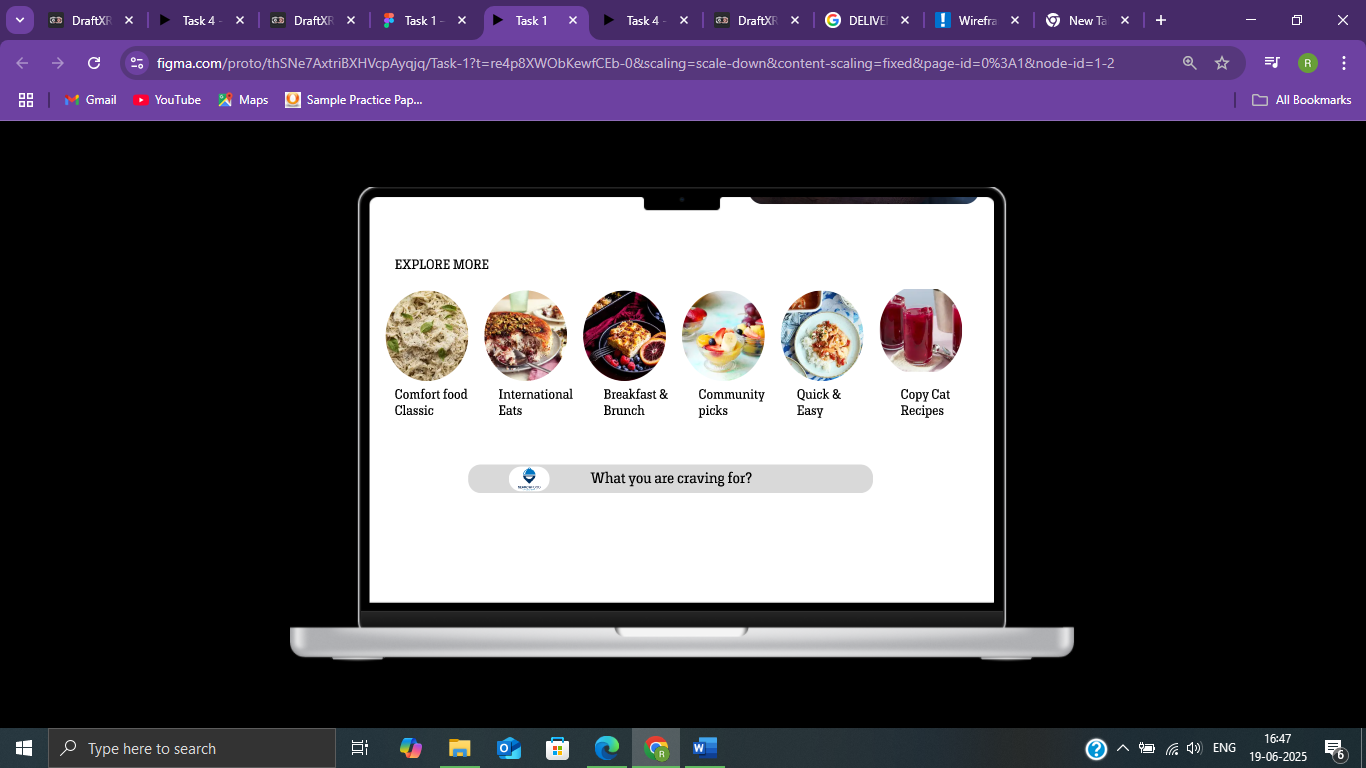 DraftXR
Task 4 -
DraftXR
Task 1 –
Task 1
Task 4 -
DraftXR
DELIVE
Wirefra
New Ta
figma.com/proto/thSNe7AxtriBXHVcpAyqjq/Task-1?t=re4p8XWObKewfCEb-0&scaling=scale-down&content-scaling=fixed&page-id=0%3A1&node-id=1-2
R
Gmail
YouTube
Maps
Sample Practice Pap...
All Bookmarks
EXPLORE MORE
Comfort food
Classic
International
Eats
Breakfast &
Brunch
Community
picks
Quick &
Easy
Copy Cat
Recipes
What you are craving for?
Type here to search
R
ENG
16:47
19-06-2025
6